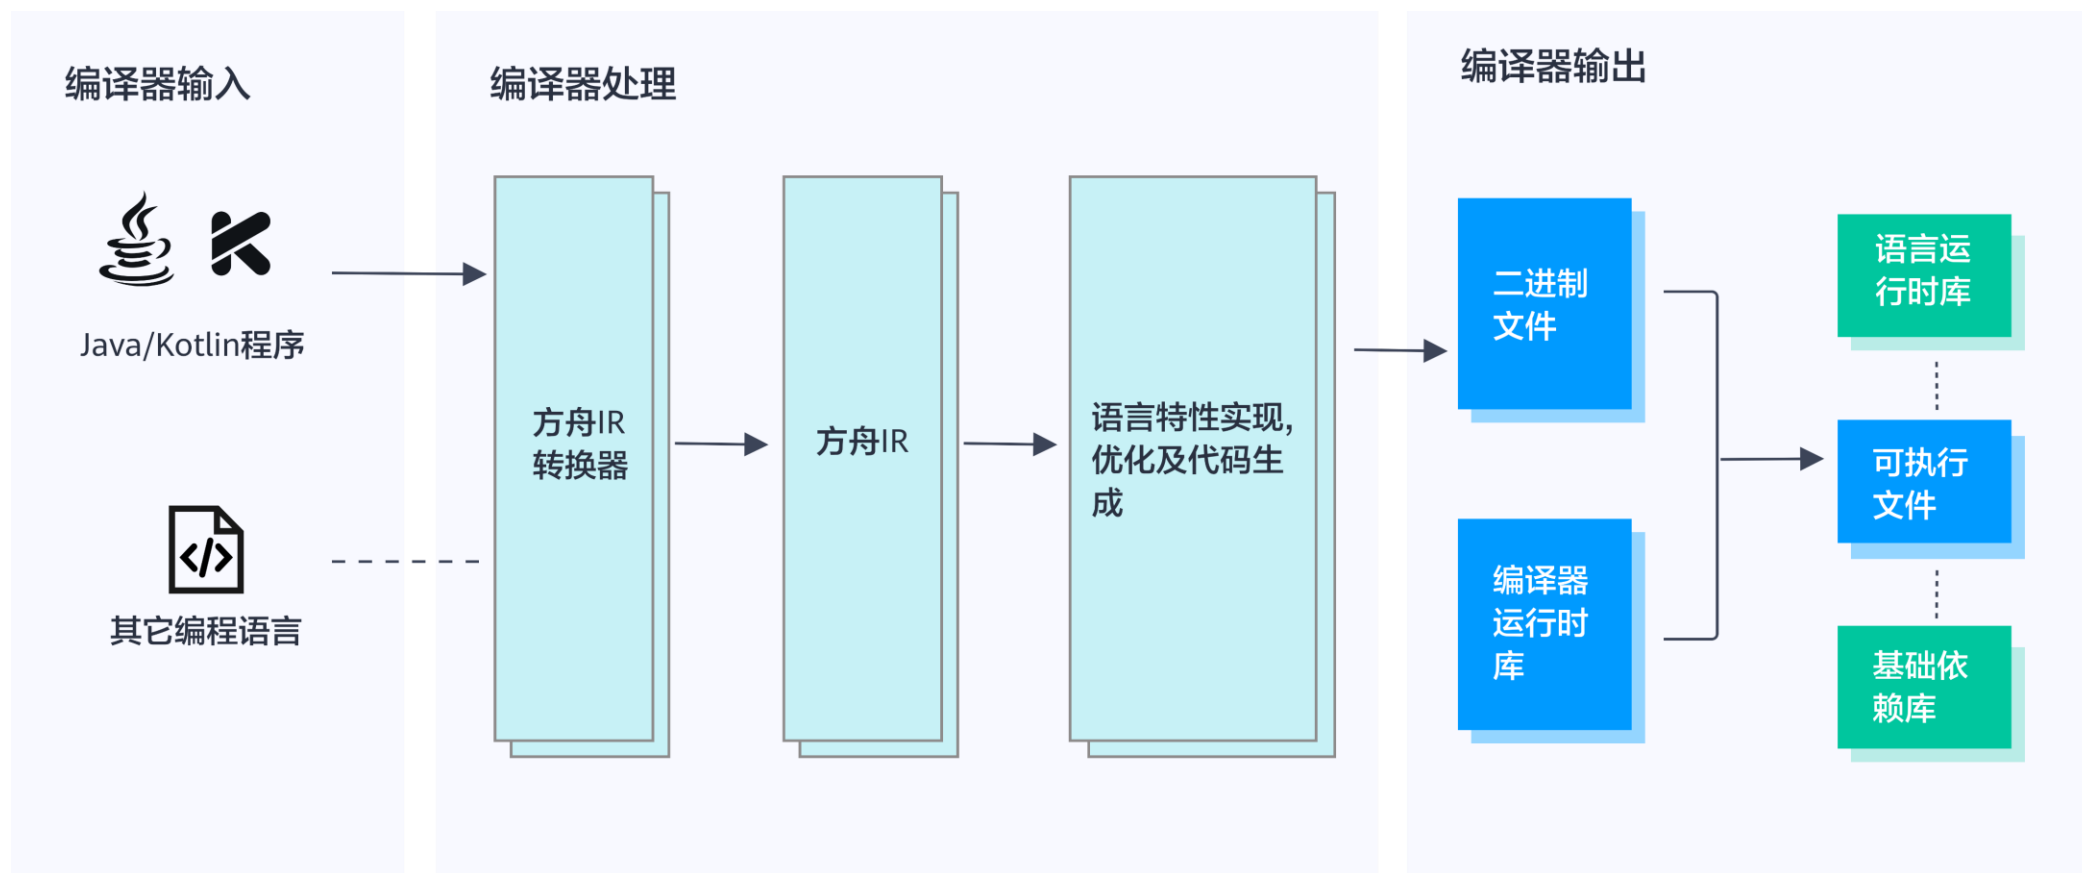 编译器输入
Java/Kotlin程序
其它编程语言
编译器处理
方舟IR
转换器
方舟IR
语言特性实现,
优化及代码生
成
编译器输出
二进制
文件
编译器
运行时
库
语言运
行时库
可执行
文件
基础依
赖库